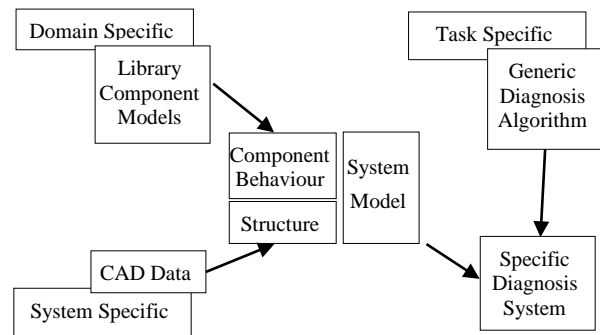 Domain Specific
Library
Component
Models
Task Specific
Generic
Diagnosis
Algorithm
Component
Behaviour
System
Model
Structure
CAD Data
System Specific
Specific
Diagnosis
System